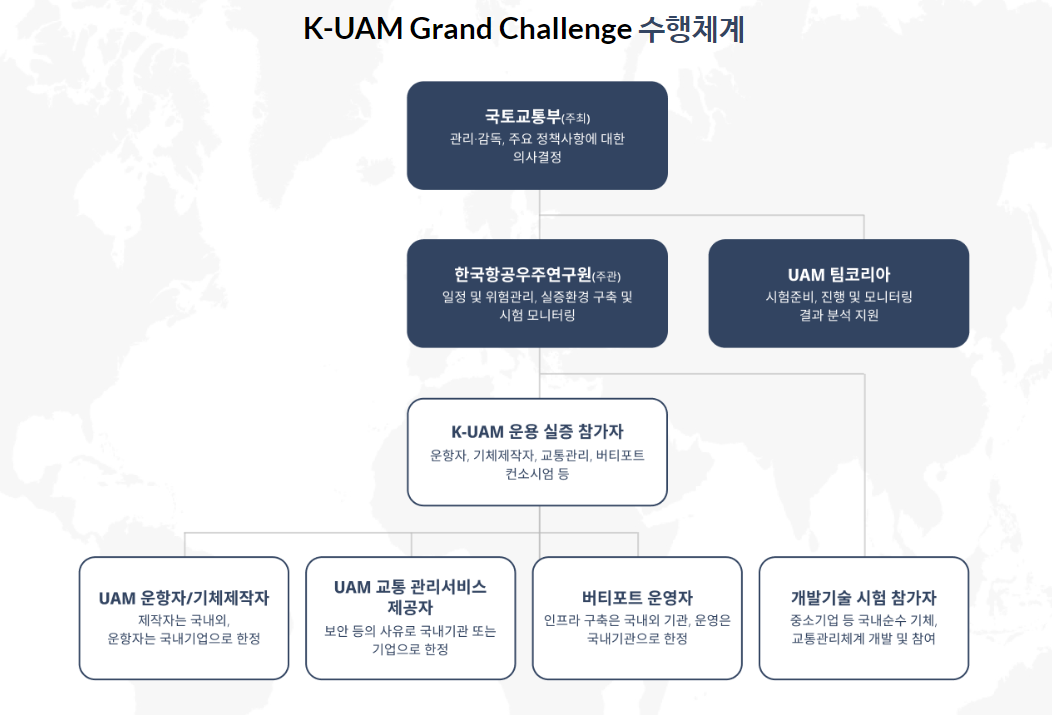 K-UAM Grand Challenge 수행체계
국토교통부(주최)
관리·감독, 주요 정책사항에 대한
의사결정
한국항공우주연구원(주관)
일정 및 위험관리, 실증환경 구축 및
시험 모니터링
UAM 팀코리아
시험준비, 진행 및 모니터링
결과 분석 지원
K-UAM 운용 실증 참가자
운항자, 기체제작자, 교통관리, 버티포트
컨소시엄 등
UAM 운항자/기체제작자
제작자는 국내외,
운항자는 국내기업으로 한정
UAM 교통 관리서비스
제공자
보안 등의 사유로 국내기관 또는
기업으로 한정
버티포트 운영자
인프라 구축은 국내외 기관, 운영은
국내기관으로 한정
개발기술 시험 참가자
중소기업 등 국내순수 기체,
교통관리체계 개발 및 참여